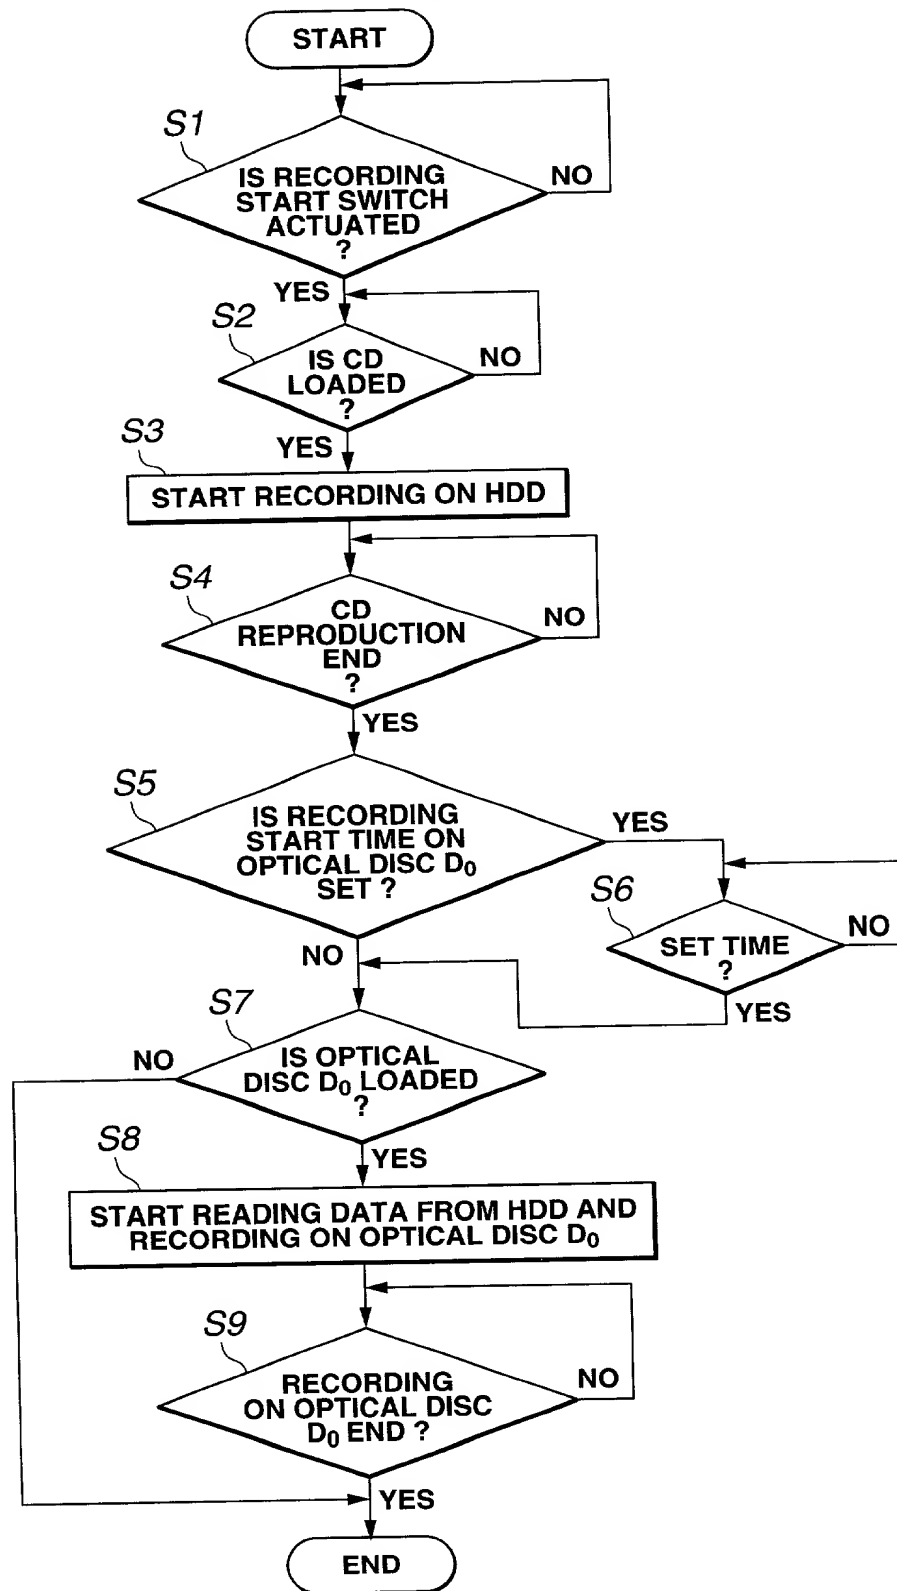 START
S1
IS RECORDING
START SWITCH
ACTUATED
?
NO
YES
S2
IS CD
LOADED
?
NO
YES
S3
START RECORDING ON HDD
S4
CD
REPRODUCTION
END
?
NO
YES
S5
IS RECORDING
START TIME ON
OPTICAL DISC D0
SET ?
YES
NO
S6
SET TIME
?
NO
YES
S7
IS OPTICAL
DISC D0 LOADED
?
NO
YES
S8
START READING DATA FROM HDD AND
RECORDING ON OPTICAL DISC D0
S9
RECORDING
ON OPTICAL DISC
D0 END ?
NO
YES
END